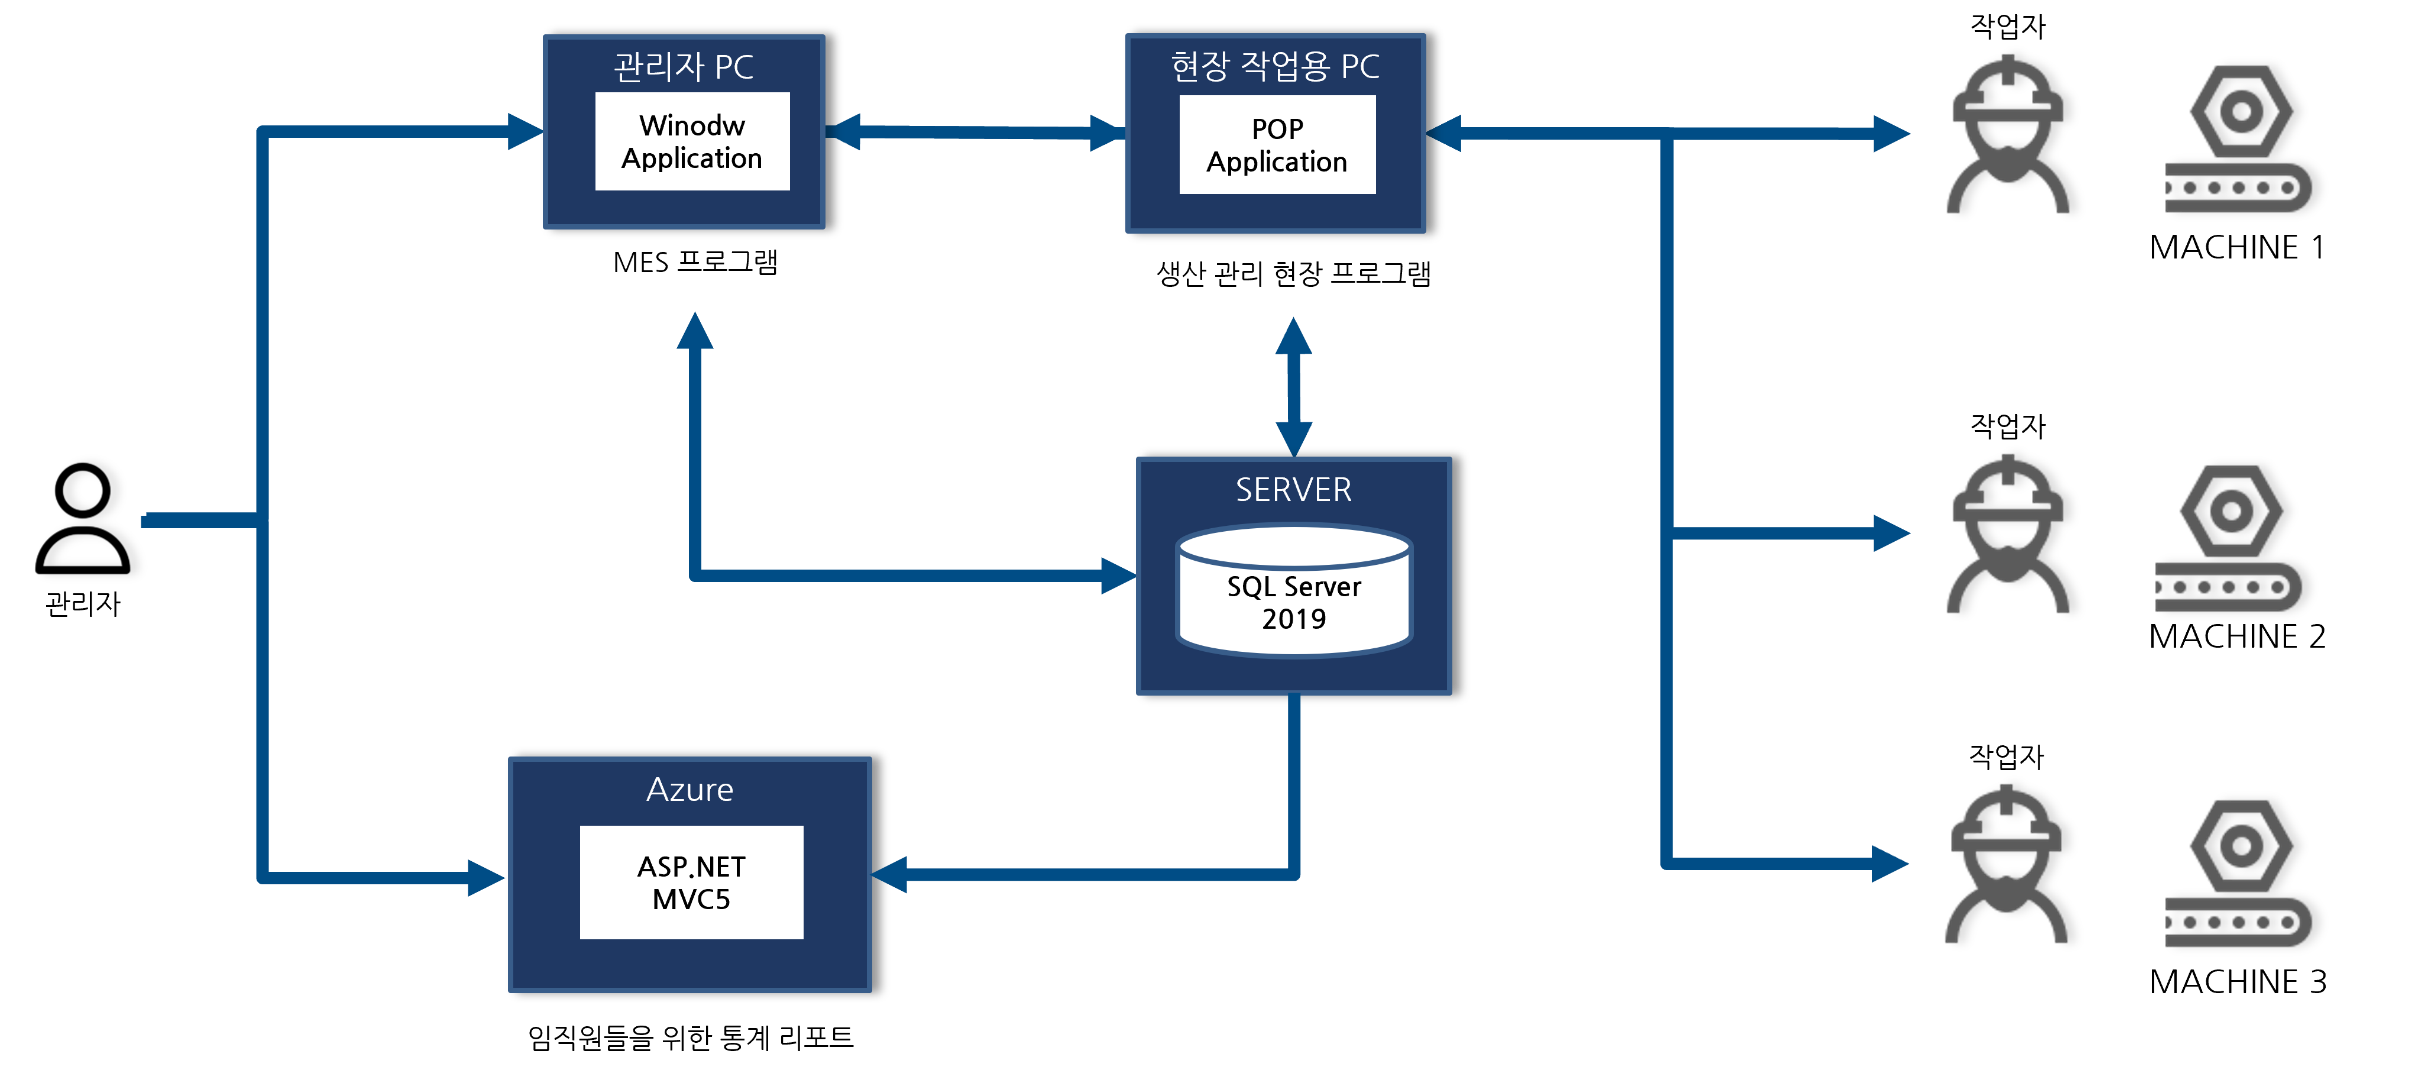 관리자 PC
Winodw
Application
MES 프로그램
현장 작업용 PC
POP
Application
생산 관리 현장 프로그램
작업자
MACHINE 1
관리자
SERVER
SQL Server
2019
작업자
MACHINE 2
Azure
ASP.NET
MVC5
임직원들을 위한 통계 리포트
작업자
MACHINE 3